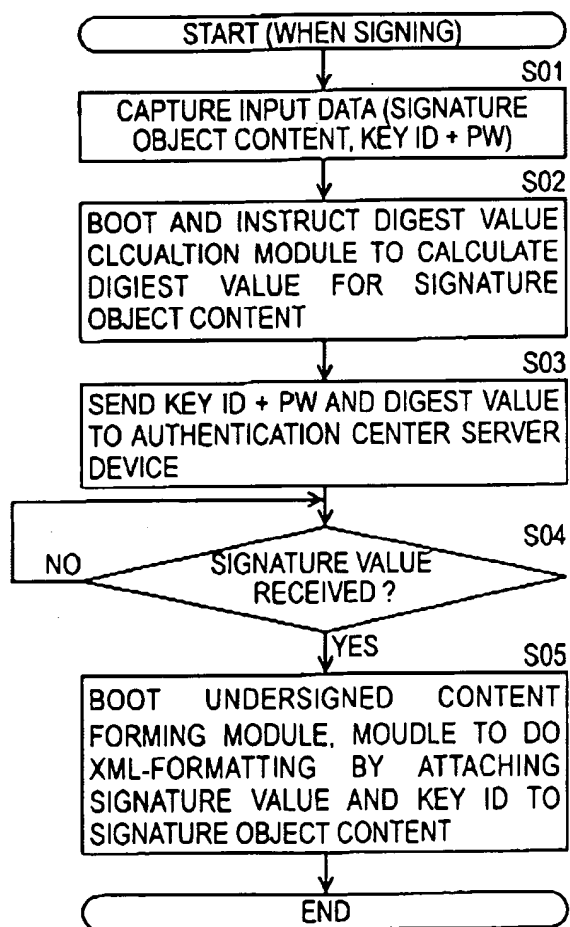 START (WHEN SIGNING)
S01
CAPTURE INPUT DATA (SIGNATURE
OBJECT CONTENT, KEY ID + PW)
S02
BOOT AND INSTRUCT DIGEST VALUE
CLCUALTION MODULE TO CALCULATE
DIGIEST VALUE FOR SIGNATURE
OBJECT CONTENT
S03
SEND KEY ID + PW AND DIGEST VALUE
TO AUTHENTICATION CENTER SERVER
DEVICE
S04
NO
SIGNATURE VALUE
RECEIVED ?
YES
S05
BOOT UNDERSIGNED CONTENT
FORMING MODULE, MOUDLE TO DO
XML-FORMATTING BY ATTACHING
SIGNATURE VALUE AND KEY ID TO
SIGNATURE OBJECT CONTENT
END